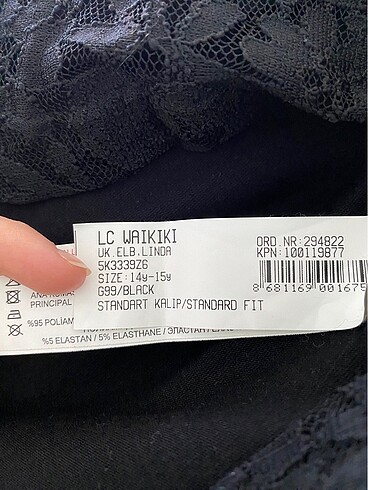 LC WAIKIKI
UK.ELB.LINDA
5K3339Z6
SIZE:14y-15y
G99/BLACK
STANDART KALIP/STANDARD FIT
ORD.NR:294822
KPN:100119877
8 681169 001675
PRINCIPAL
%95 POLİAM
%5 ELASTAN / 5% ELASTHANE / ЭЛАСТАН /